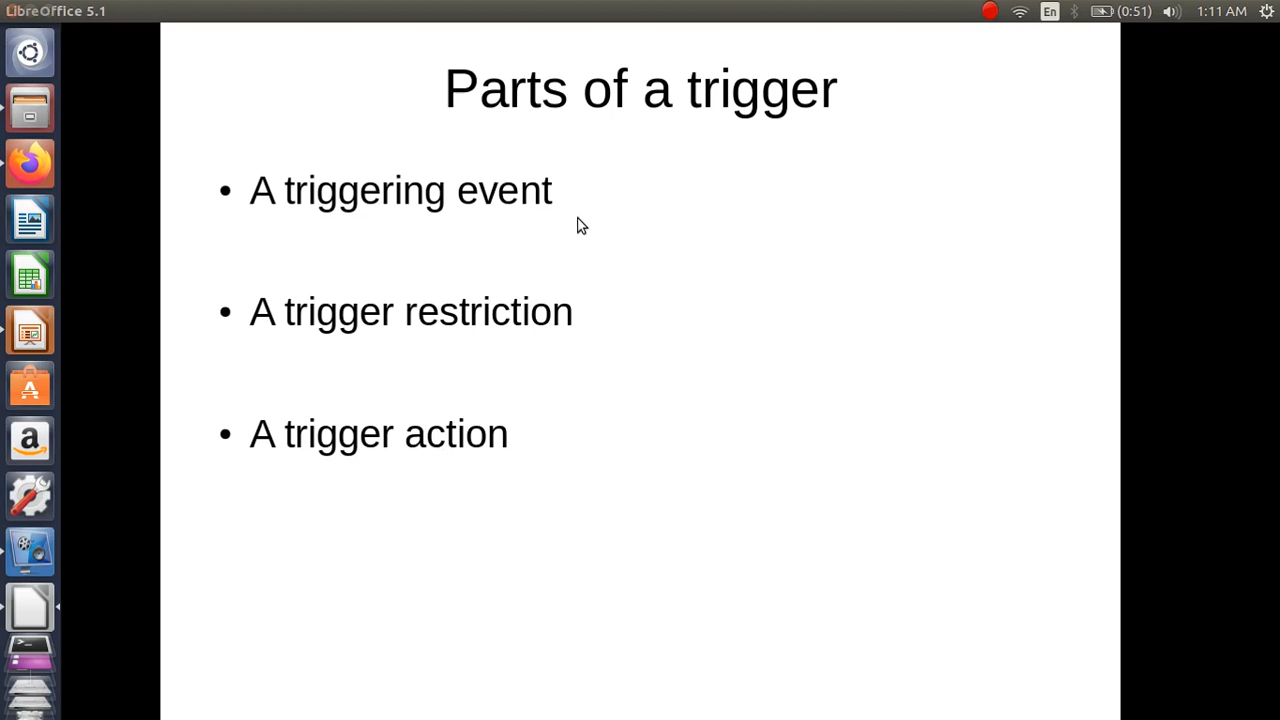 LibreOffice 5.1
En
(0:51)
1:11 AM
Parts of a trigger
• A triggering event
• A trigger restriction
• A trigger action